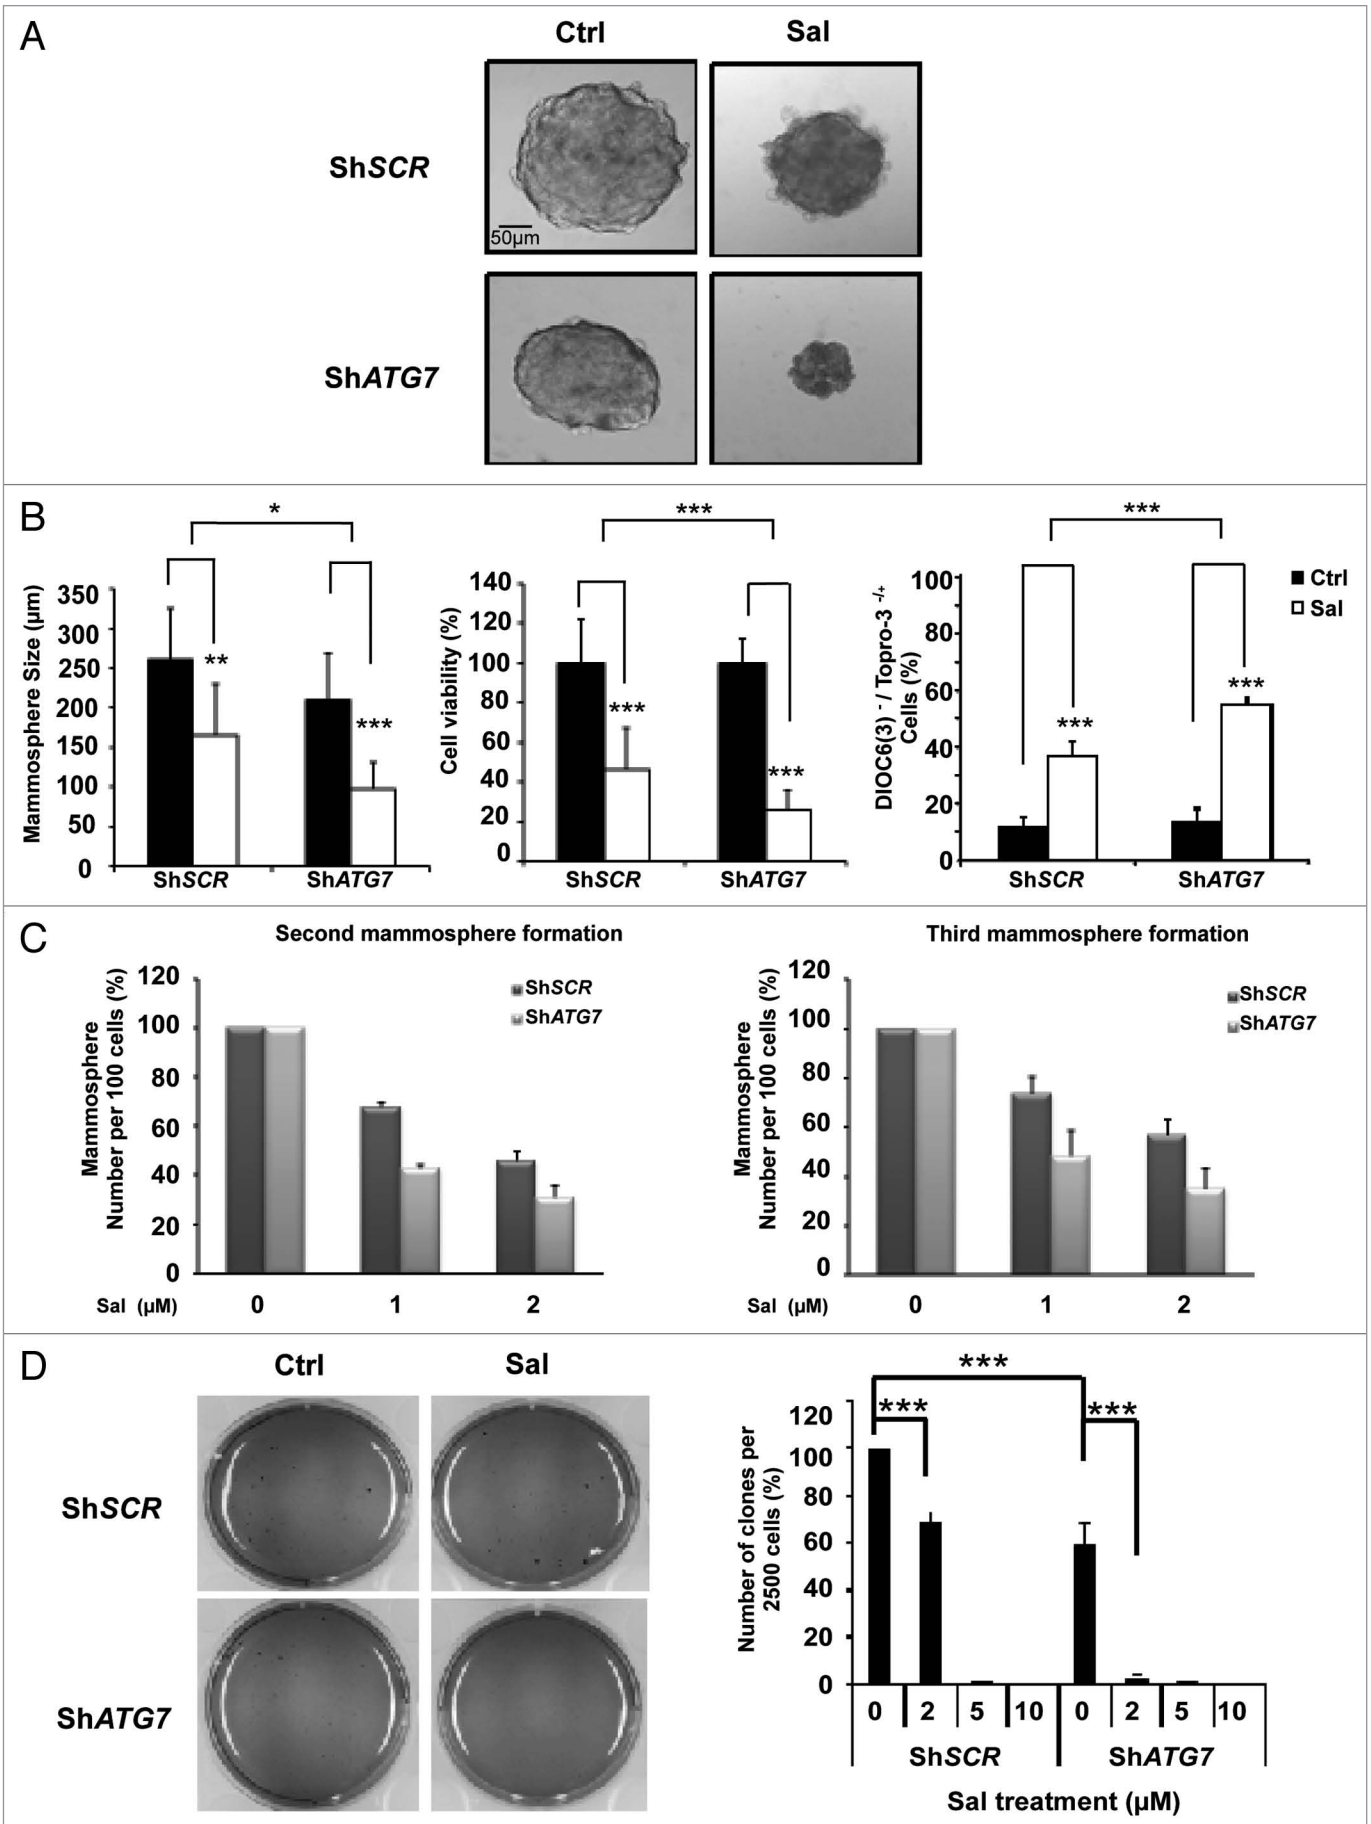 A
Ctrl
Sal
ShSCR
50µm
ShATG7
B
*
***
***
Mammosphere Size (µm)
350
300
250
200
150
100
50
0
**
***
ShSCR
ShATG7
Cell viability (%)
140
120
100
80
60
40
20
0
***
***
ShSCR
ShATG7
DIOC6(3) - / Topro-3 -/+
Cells (%)
100
80
60
40
20
0
***
***
ShSCR
ShATG7
Ctrl
Sal
C
Second mammosphere formation
Mammosphere
Number per 100 cells (%)
120
100
80
60
40
20
0
ShSCR
ShATG7
Sal (µM)
0
1
2
Third mammosphere formation
Mammosphere
Number per 100 cells (%)
120
100
80
60
40
20
0
ShSCR
ShATG7
Sal (µM)
0
1
2
D
Ctrl
Sal
ShSCR
ShATG7
***
***
***
Number of clones per
2500 cells (%)
120
100
80
60
40
20
0
0
2
5
10
0
2
5
10
ShSCR
ShATG7
Sal treatment (µM)